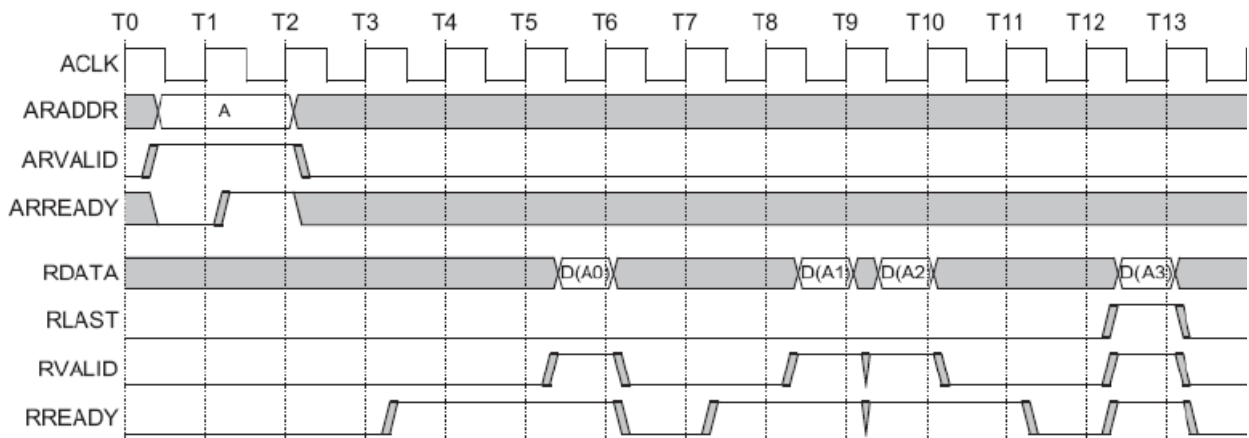 T0 T1 T2 T3 T4 T5 T6 T7 T8 T9 T10 T11 T12 T13
ACLK
ARADDR A
ARVALID
ARREADY
RDATA D(A0) D(A1) D(A2) D(A3)
RLAST
RVALID
RREADY